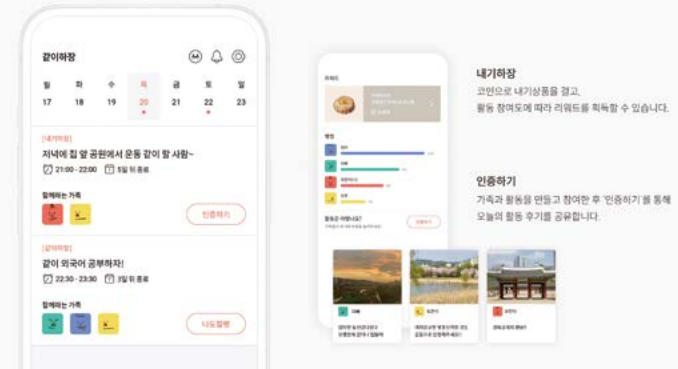 같이하장
월 화 수 목 금 토 일
17 18 19 20 21 22 23
[내기하장]
저녁에 집 앞 공원에서 운동 같이 할 사람~
21:00 - 22:00 5일 뒤 종료
함께하는 가족
인증하기
[같이하장]
같이 외국어 공부하자!
22:30 - 23:30 3일 뒤 종료
함께하는 가족
나도할랭
리워드
랭킹
활동은 어땠나요?
인증하기
내기하장
코인으로 내기상품을 걸고,
활동 참여도에 따라 리워드를 획득할 수 있습니다.
인증하기
가족과 활동을 만들고 참여한 후 '인증하기'를 통해
오늘의 활동 후기를 공유합니다.